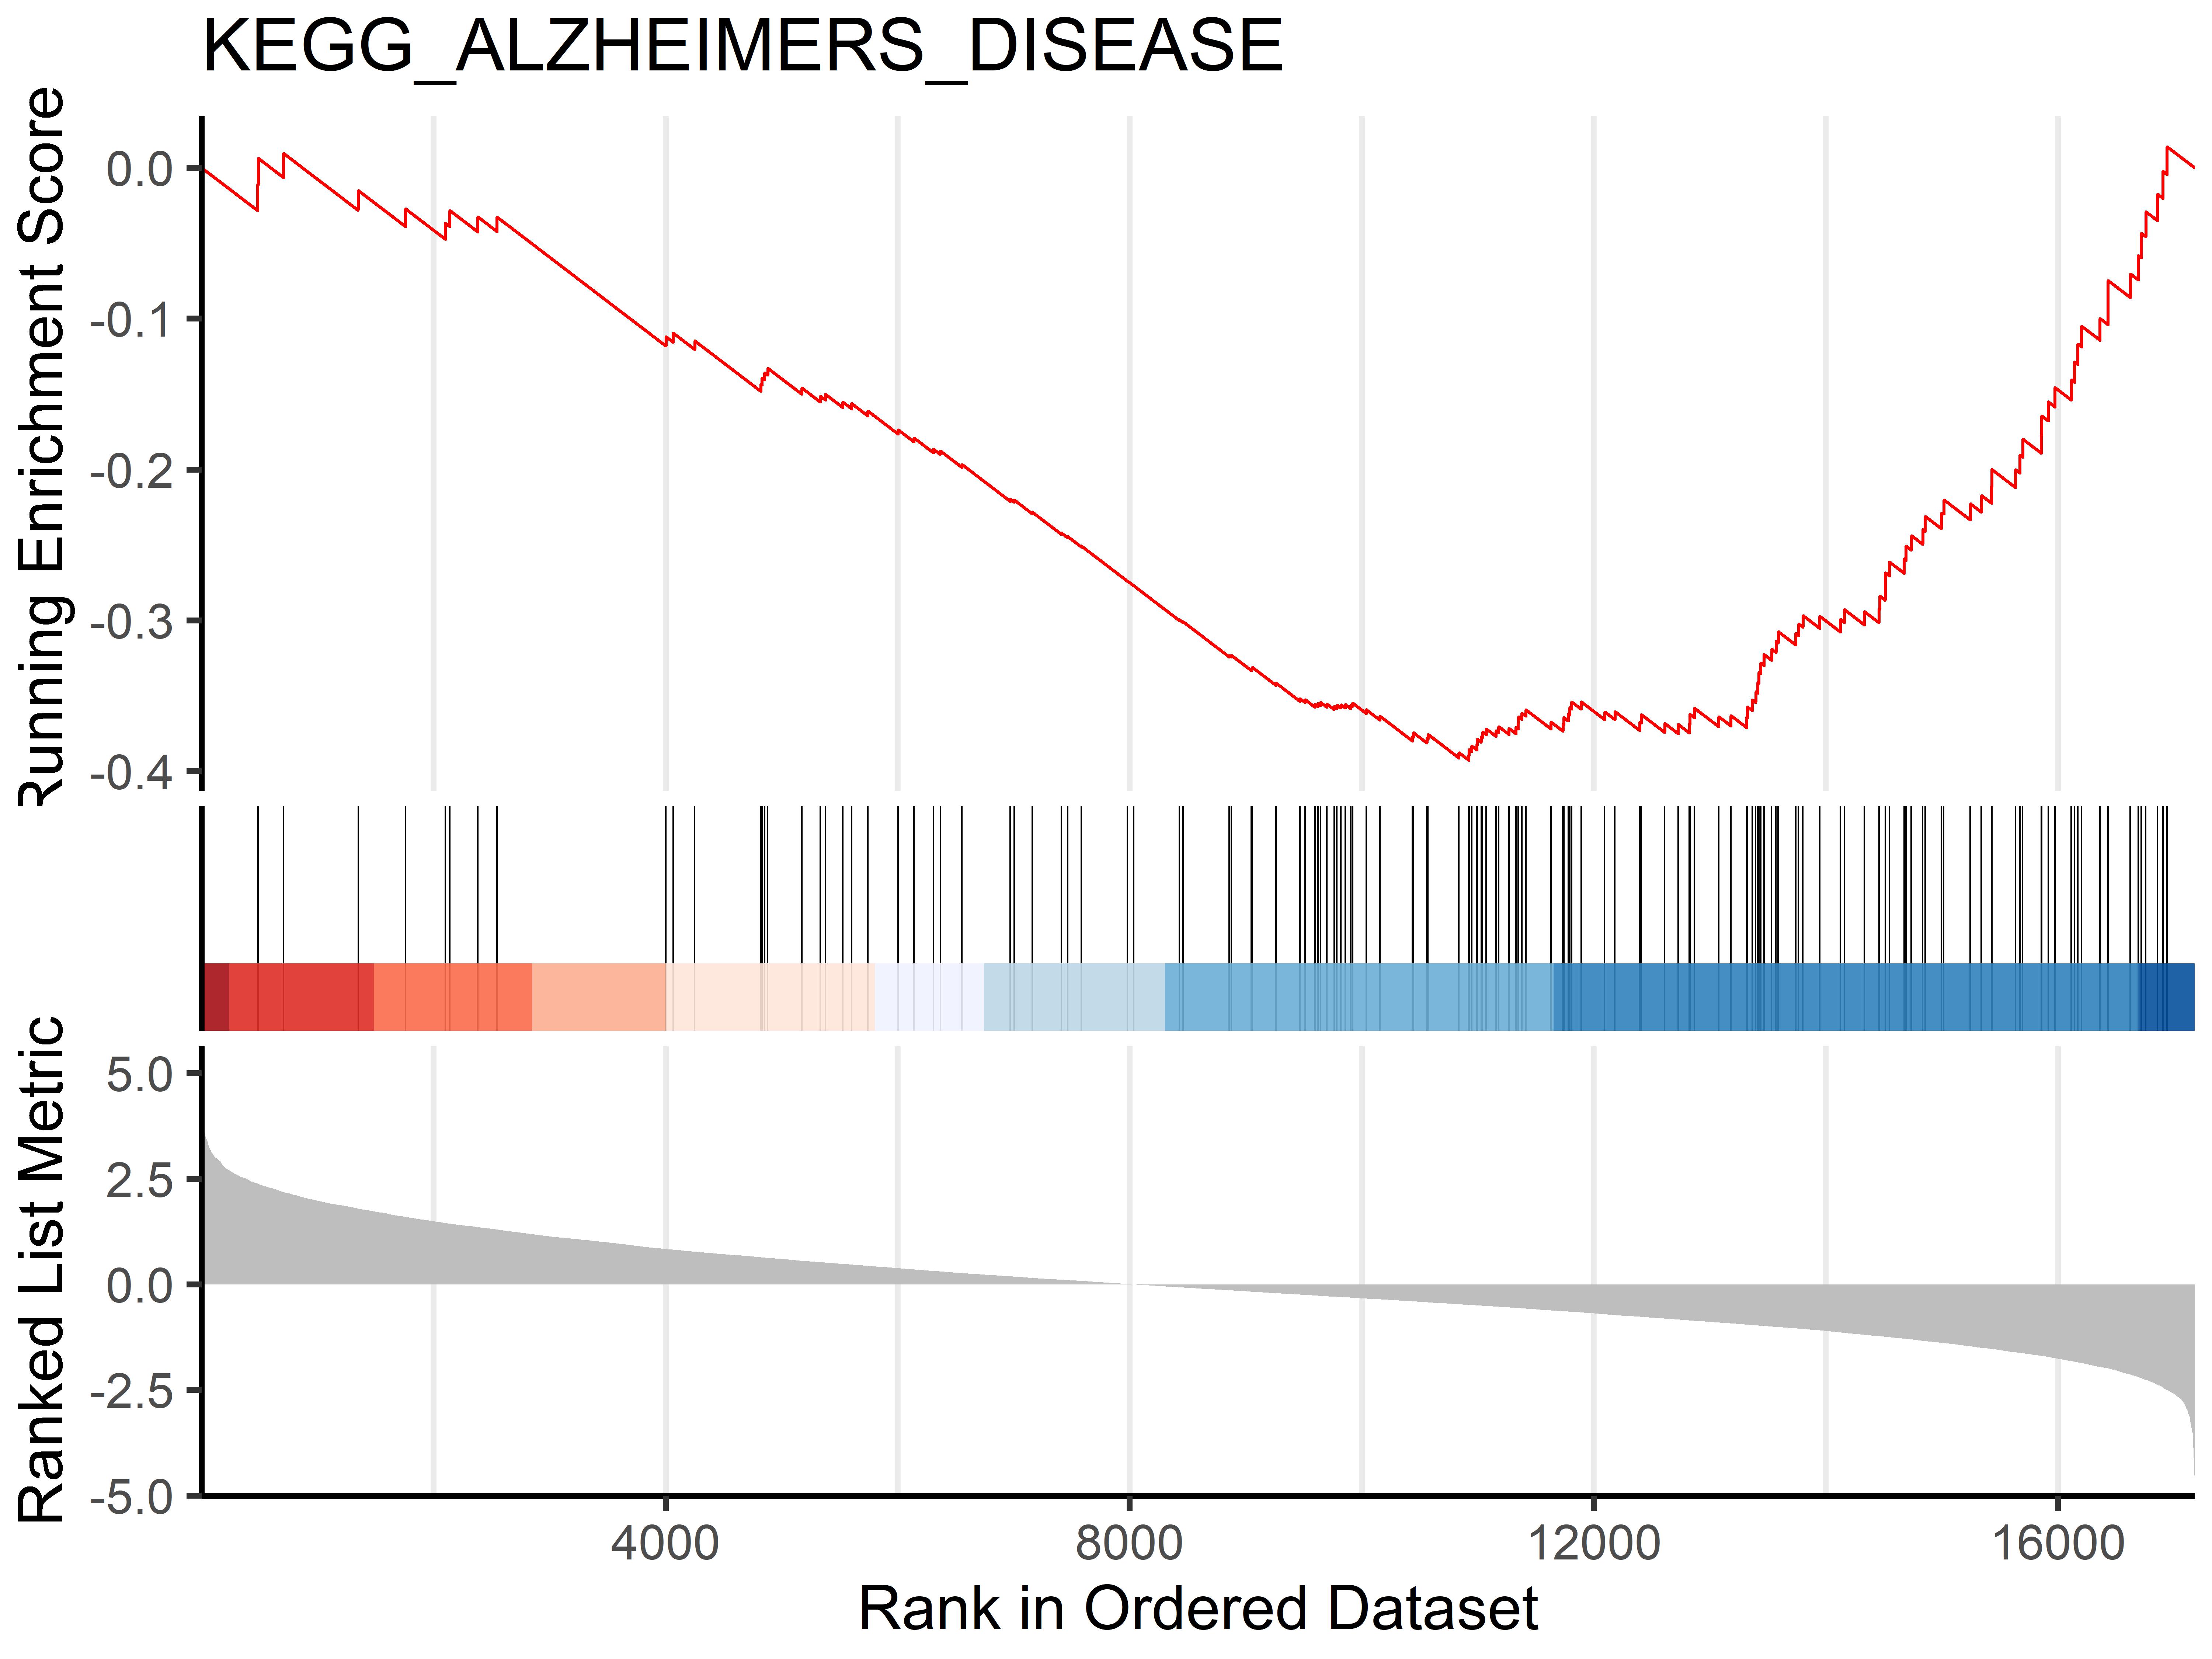 KEGG_ALZHEIMERS_DISEASE
Running Enrichment Score
0.0
-0.1
-0.2
-0.3
-0.4
Ranked List Metric
5.0
2.5
0.0
-2.5
-5.0
4000 8000 12000 16000
Rank in Ordered Dataset